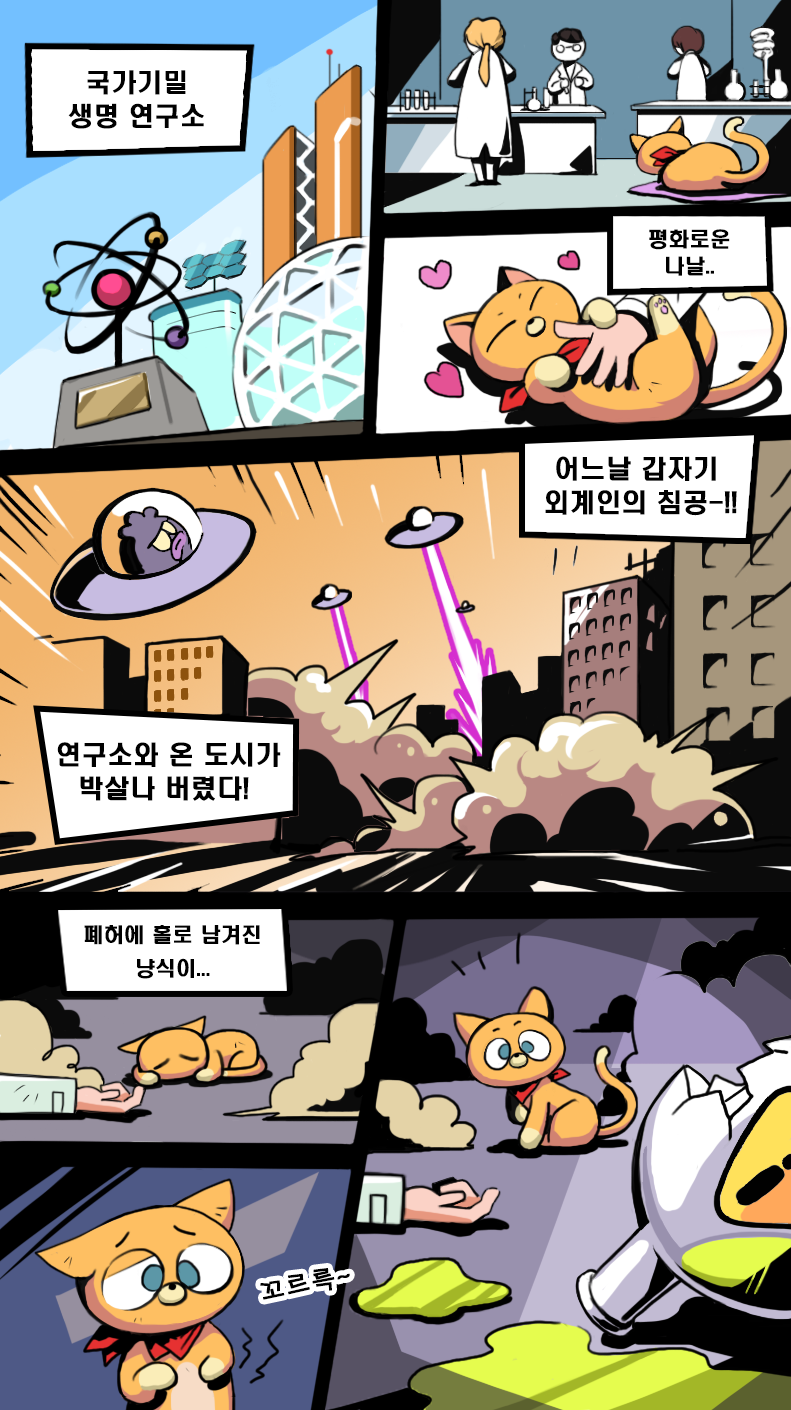 국가기밀
생명 연구소
평화로운
나날..
어느날 갑자기
외계인의 침공-!!
연구소와 온 도시가
박살나 버렸다!
폐허에 홀로 남겨진
냥식이...
꼬르륵~